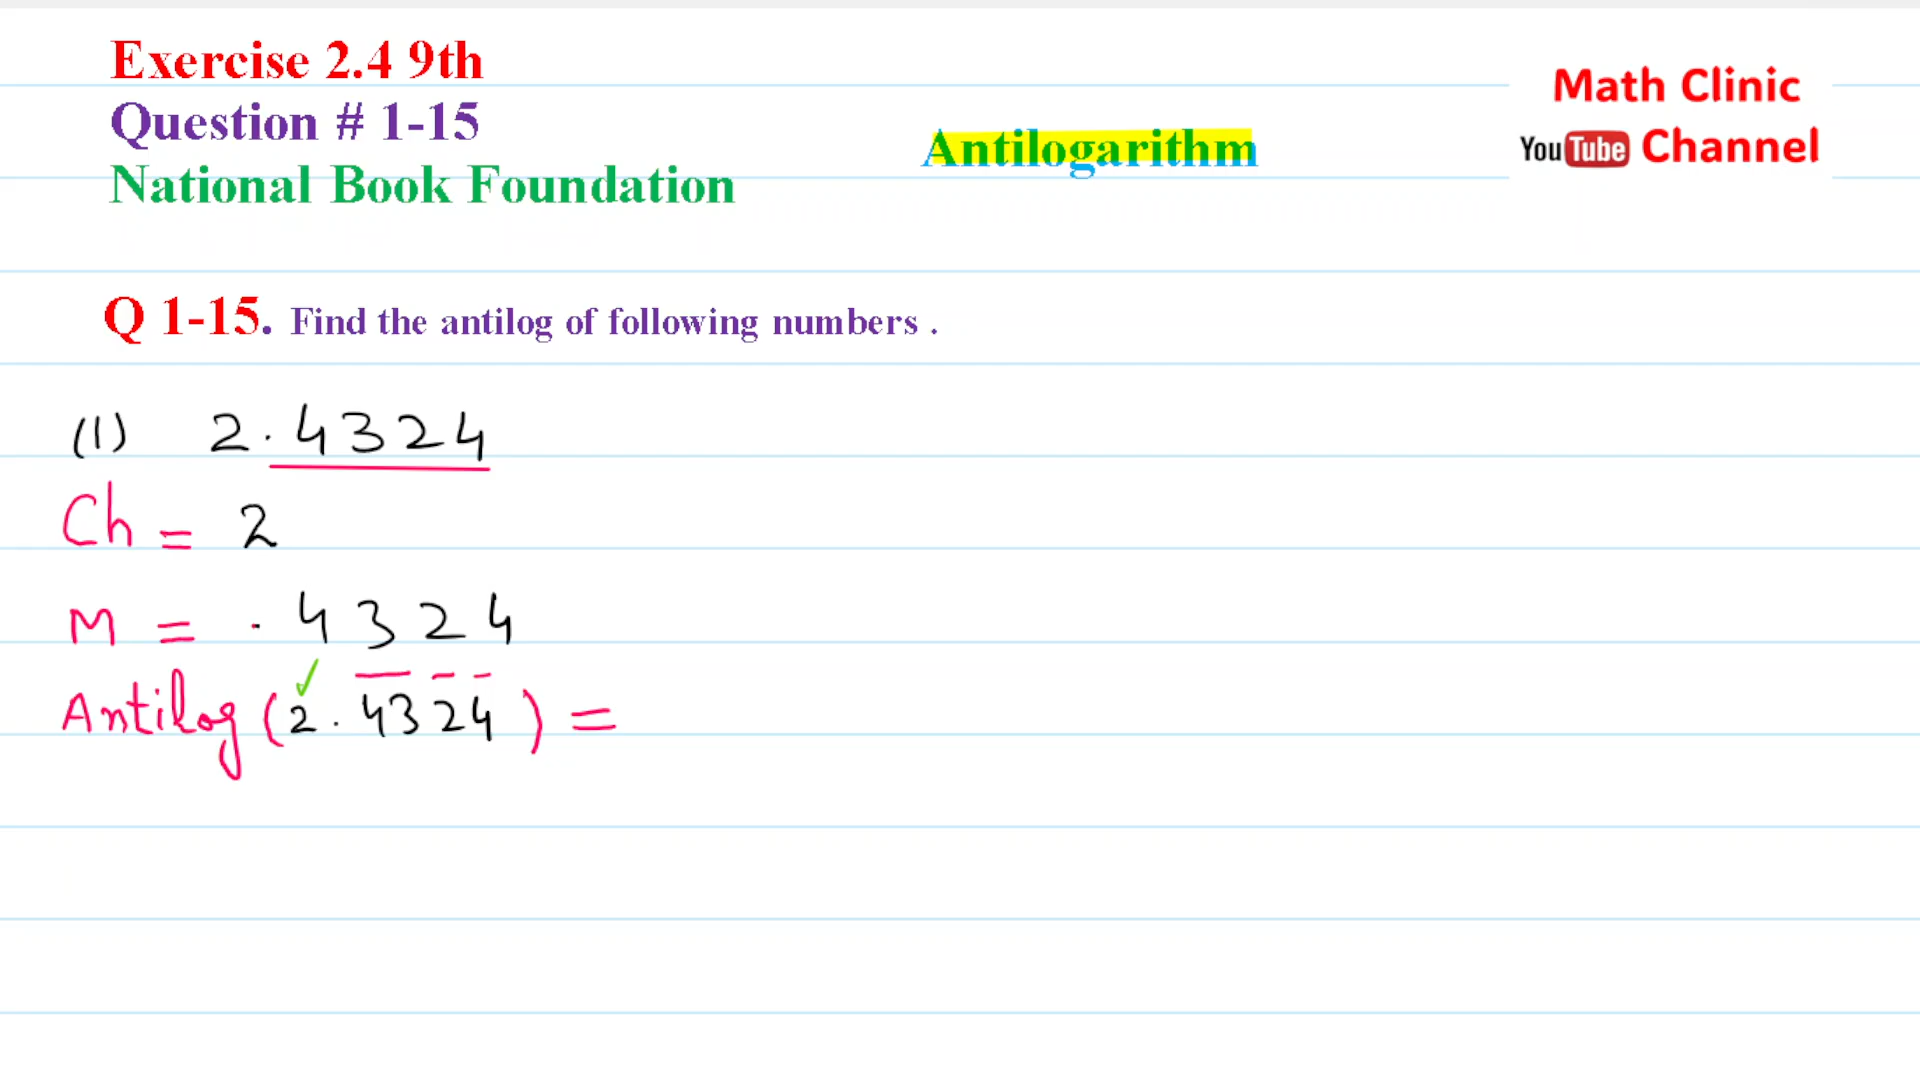 Exercise 2.4 9th
Question # 1-15
National Book Foundation
Antilogarithm
Math Clinic
YouTube Channel
Q 1-15. Find the antilog of following numbers .
(1) 2.4324
Ch = 2
M = .4324
Antilog (2.4324) =